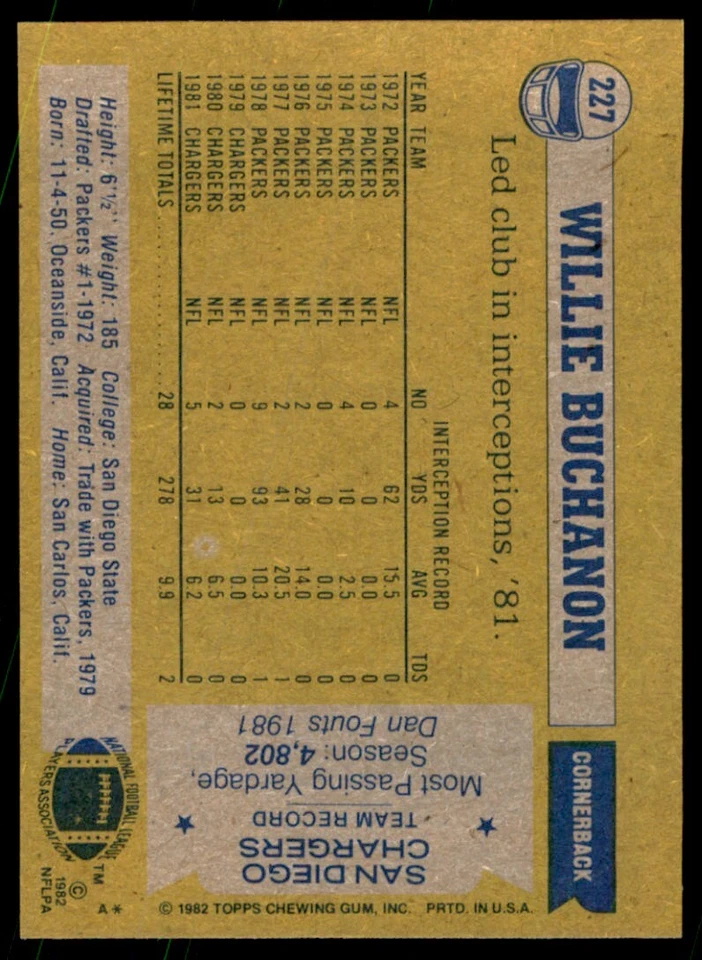 227
WILLIE BUCHANON
CORNERBACK
Led club in interceptions, '81.
INTERCEPTION RECORD
YEAR TEAM NO YDS AVG TDS
1972 PACKERS NFL 4 62 15.5 0
1973 PACKERS NFL 0 0 0.0 0
1974 PACKERS NFL 4 10 2.5 0
1975 PACKERS NFL 0 0 0.0 0
1976 PACKERS NFL 2 28 14.0 0
1977 PACKERS NFL 2 41 20.5 1
1978 PACKERS NFL 9 93 10.3 1
1979 CHARGERS NFL 0 0 0.0 0
1980 CHARGERS NFL 2 13 6.5 0
1981 CHARGERS NFL 5 31 6.2 0
LIFETIME TOTALS 28 278 9.9 2
Height: 6'½" Weight: 185 College: San Diego State
Drafted: Packers #1-1972 Acquired: Trade with Packers, 1979
Born: 11-4-50, Oceanside, Calif. Home: San Carlos, Calif.
SAN DIEGO
CHARGERS
TEAM RECORD
Most Passing Yardage,
Season: 4,802
Dan Fouts 1981
NATIONAL FOOTBALL LEAGUE
PLAYERS ASSOCIATION
TM
© 1982
NFLPA
A*
© 1982 TOPPS CHEWING GUM, INC. PRTD. IN U.S.A.